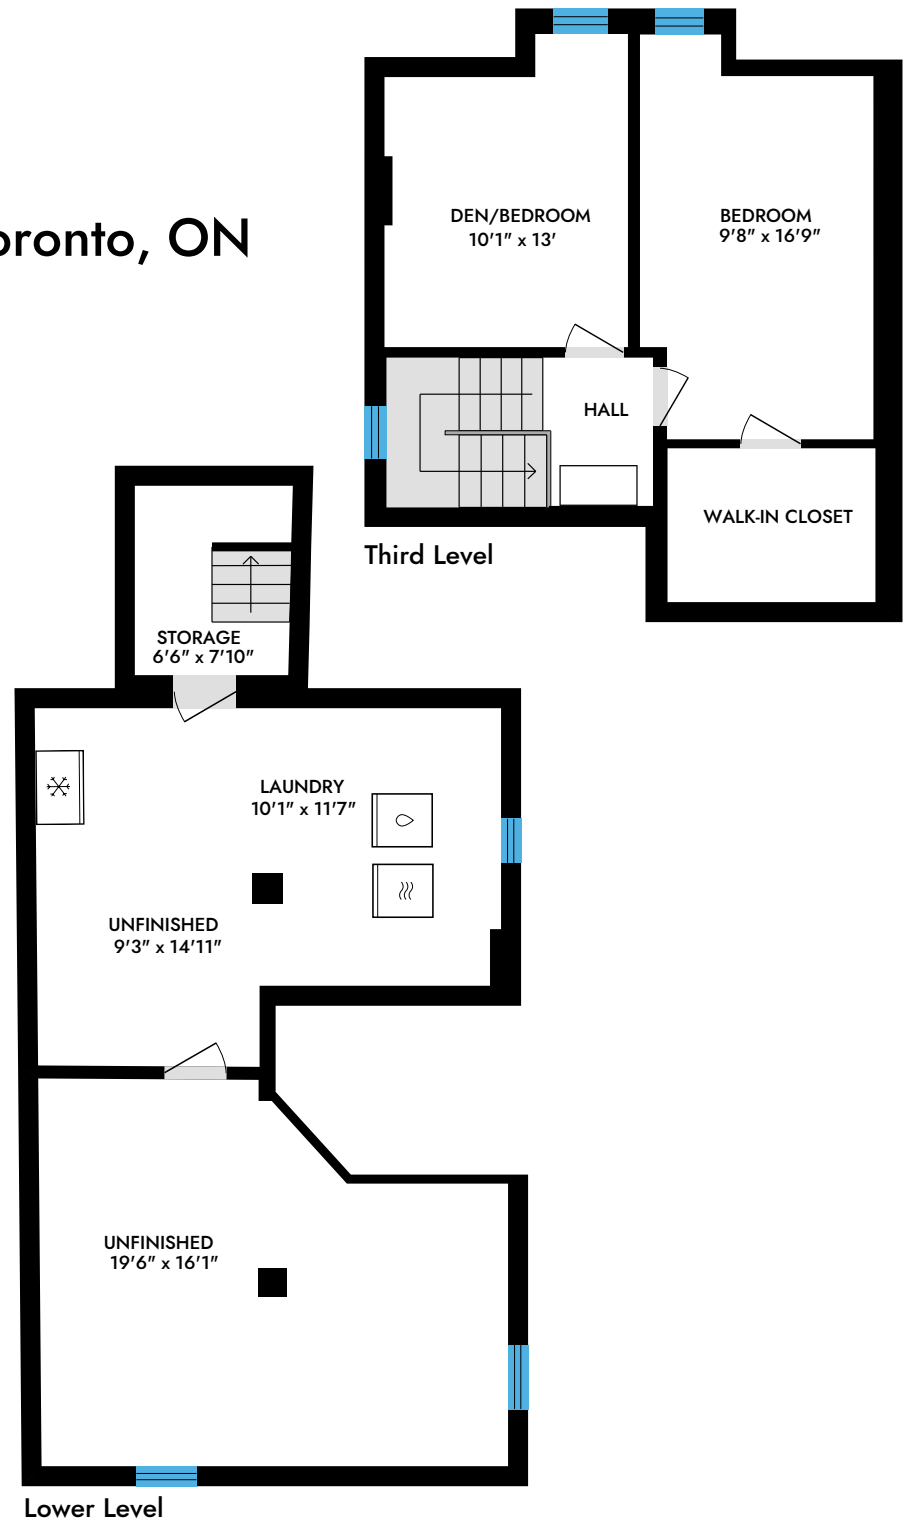 oronto, ON
DEN/BEDROOM
10'1" x 13'
BEDROOM
9'8" x 16'9"
HALL
WALK-IN CLOSET
Third Level
STORAGE
6'6" x 7'10"
LAUNDRY
10'1" x 11'7"
UNFINISHED
9'3" x 14'11"
UNFINISHED
19'6" x 16'1"
Lower Level